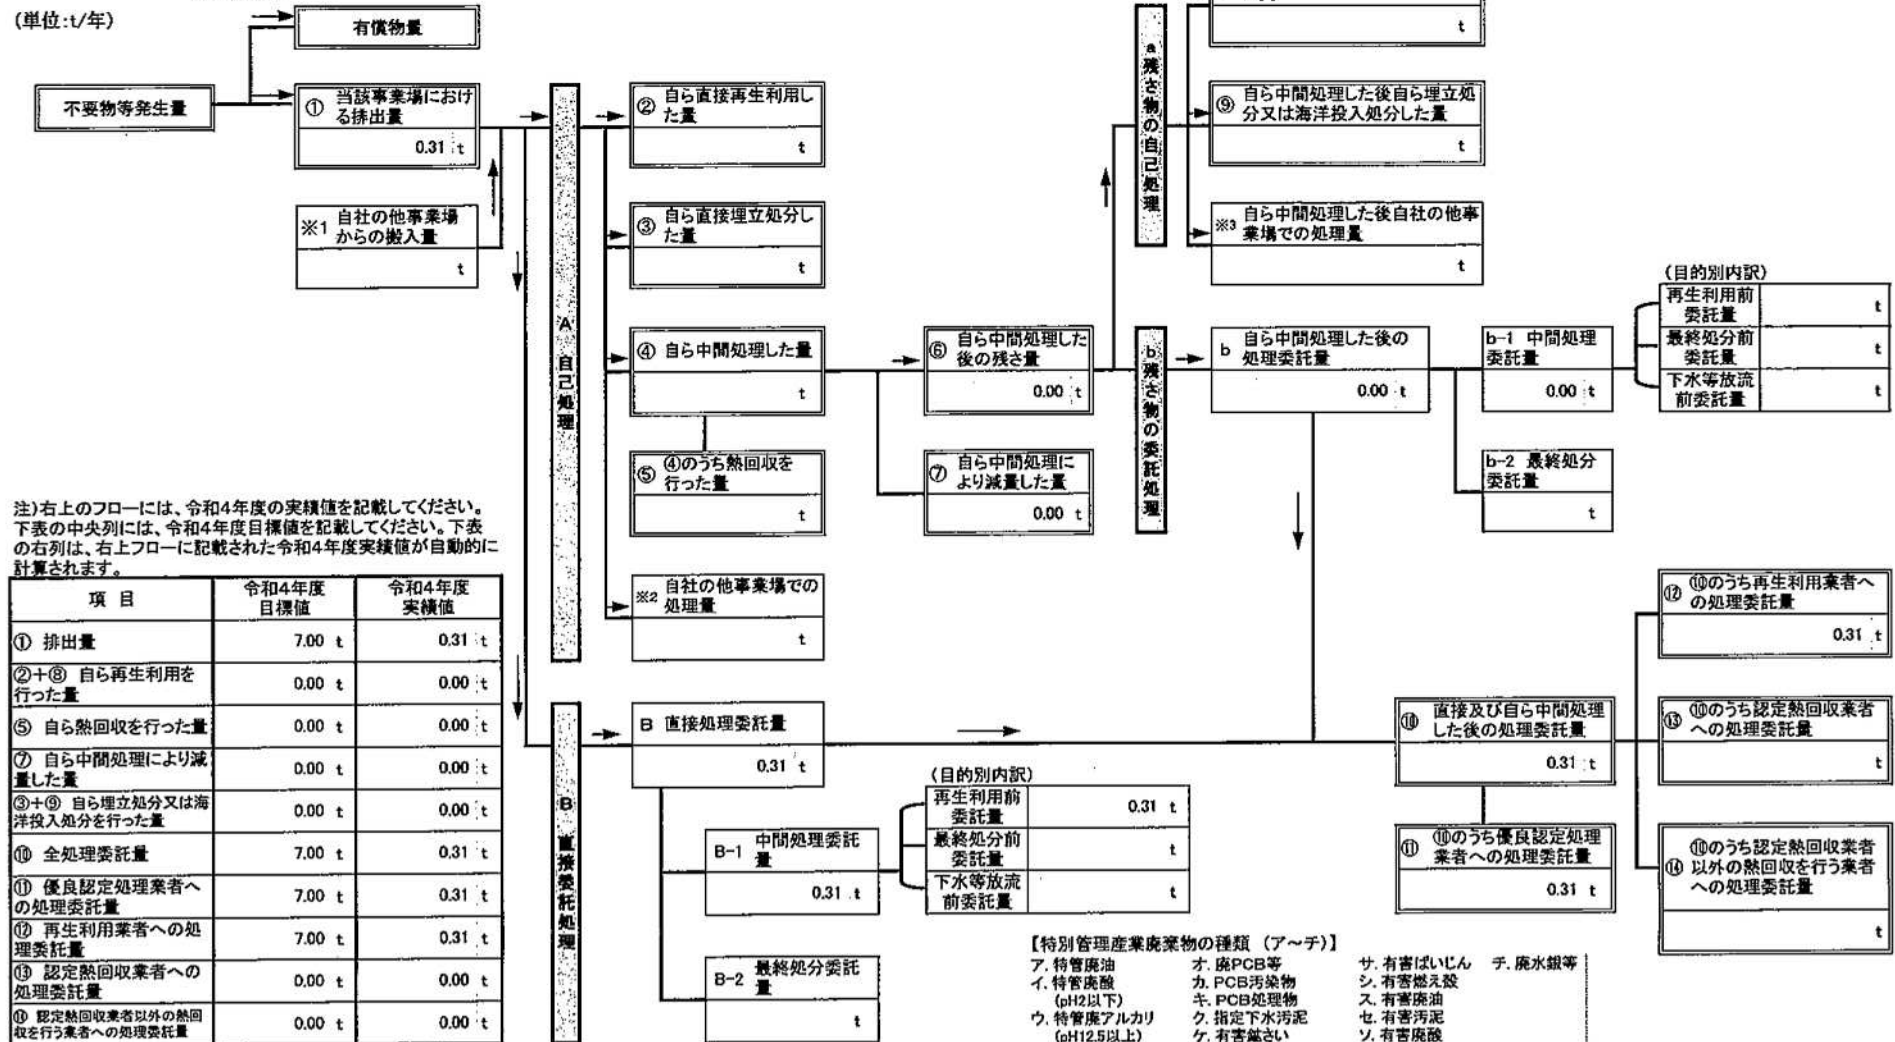 (単位:t/年)
有償物量
不要物等発生量
① 当該事業場におけ
る排出量
0.31 t
※1 自社の他事業場
からの搬入量
t
A 自己処理
② 自ら直接再生利用し
た量
t
③ 自ら直接埋立処分し
た量
t
④ 自ら中間処理した量
t
⑤ ④のうち熱回収を
行った量
t
※2 自社の他事業場での
処理量
t
⑥ 自ら中間処理した
後の残さ量
0.00 t
⑦ 自ら中間処理に
より減量した量
0.00 t
a 残さ物の自己処理
t
⑨ 自ら中間処理した後自ら埋立処
分又は海洋投入処分した量
t
※3 自ら中間処理した後自社の他事
業場での処理量
t
b 残さ物の委託処理
b 自ら中間処理した後の
処理委託量
0.00 t
b-1 中間処理
委託量
0.00 t
b-2 最終処分
委託量
t
(目的別内訳)
再生利用前
委託量
t
最終処分前
委託量
t
下水等放流
前委託量
t
注)右上のフローには、令和4年度の実績値を記載してください。
下表の中央列には、令和4年度目標値を記載してください。下表
の右列は、右上フローに記載された令和4年度実績値が自動的に
計算されます。
項 目 令和4年度 令和4年度
目標値 実績値
① 排出量 7.00 t 0.31 t
②+⑧ 自ら再生利用を
行った量 0.00 t 0.00 t
⑤ 自ら熱回収を行った量 0.00 t 0.00 t
⑦ 自ら中間処理により減
量した量 0.00 t 0.00 t
③+⑨ 自ら埋立処分又は海
洋投入処分を行った量 0.00 t 0.00 t
⑩ 全処理委託量 7.00 t 0.31 t
⑪ 優良認定処理業者へ
の処理委託量 7.00 t 0.31 t
⑫ 再生利用業者への処
理委託量 7.00 t 0.31 t
⑬ 認定熱回収業者への
処理委託量 0.00 t 0.00 t
⑭ 認定熱回収業者以外の熱回
収を行う業者への処理委託量 0.00 t 0.00 t
B 直接委託処理
B 直接処理委託量
0.31 t
B-1 中間処理委託
量
0.31 t
B-2 最終処分委託
量
t
(目的別内訳)
再生利用前
委託量
0.31 t
最終処分前
委託量
t
下水等放流
前委託量
t
⑩ 直接及び自ら中間処理
した後の処理委託量
0.31 t
⑪ ⑩のうち優良認定処理
業者への処理委託量
0.31 t
⑫ ⑩のうち再生利用業者へ
の処理委託量
0.31 t
⑬ ⑩のうち認定熱回収業者
への処理委託量
t
⑭ ⑩のうち認定熱回収業者
以外の熱回収を行う業者
への処理委託量
t
【特別管理産業廃棄物の種類 (ア~チ)】
ア. 特管廃油 オ. 廃PCB等 サ. 有害ばいじん チ. 廃水銀等
イ. 特管廃酸 カ. PCB汚染物 シ. 有害燃え殻
(pH2以下) キ. PCB処理物 ス. 有害廃油
ウ. 特管廃アルカリ ク. 指定下水汚泥 セ. 有害汚泥
(pH12.5以上) ケ. 有害鉱さい ソ. 有害廃酸